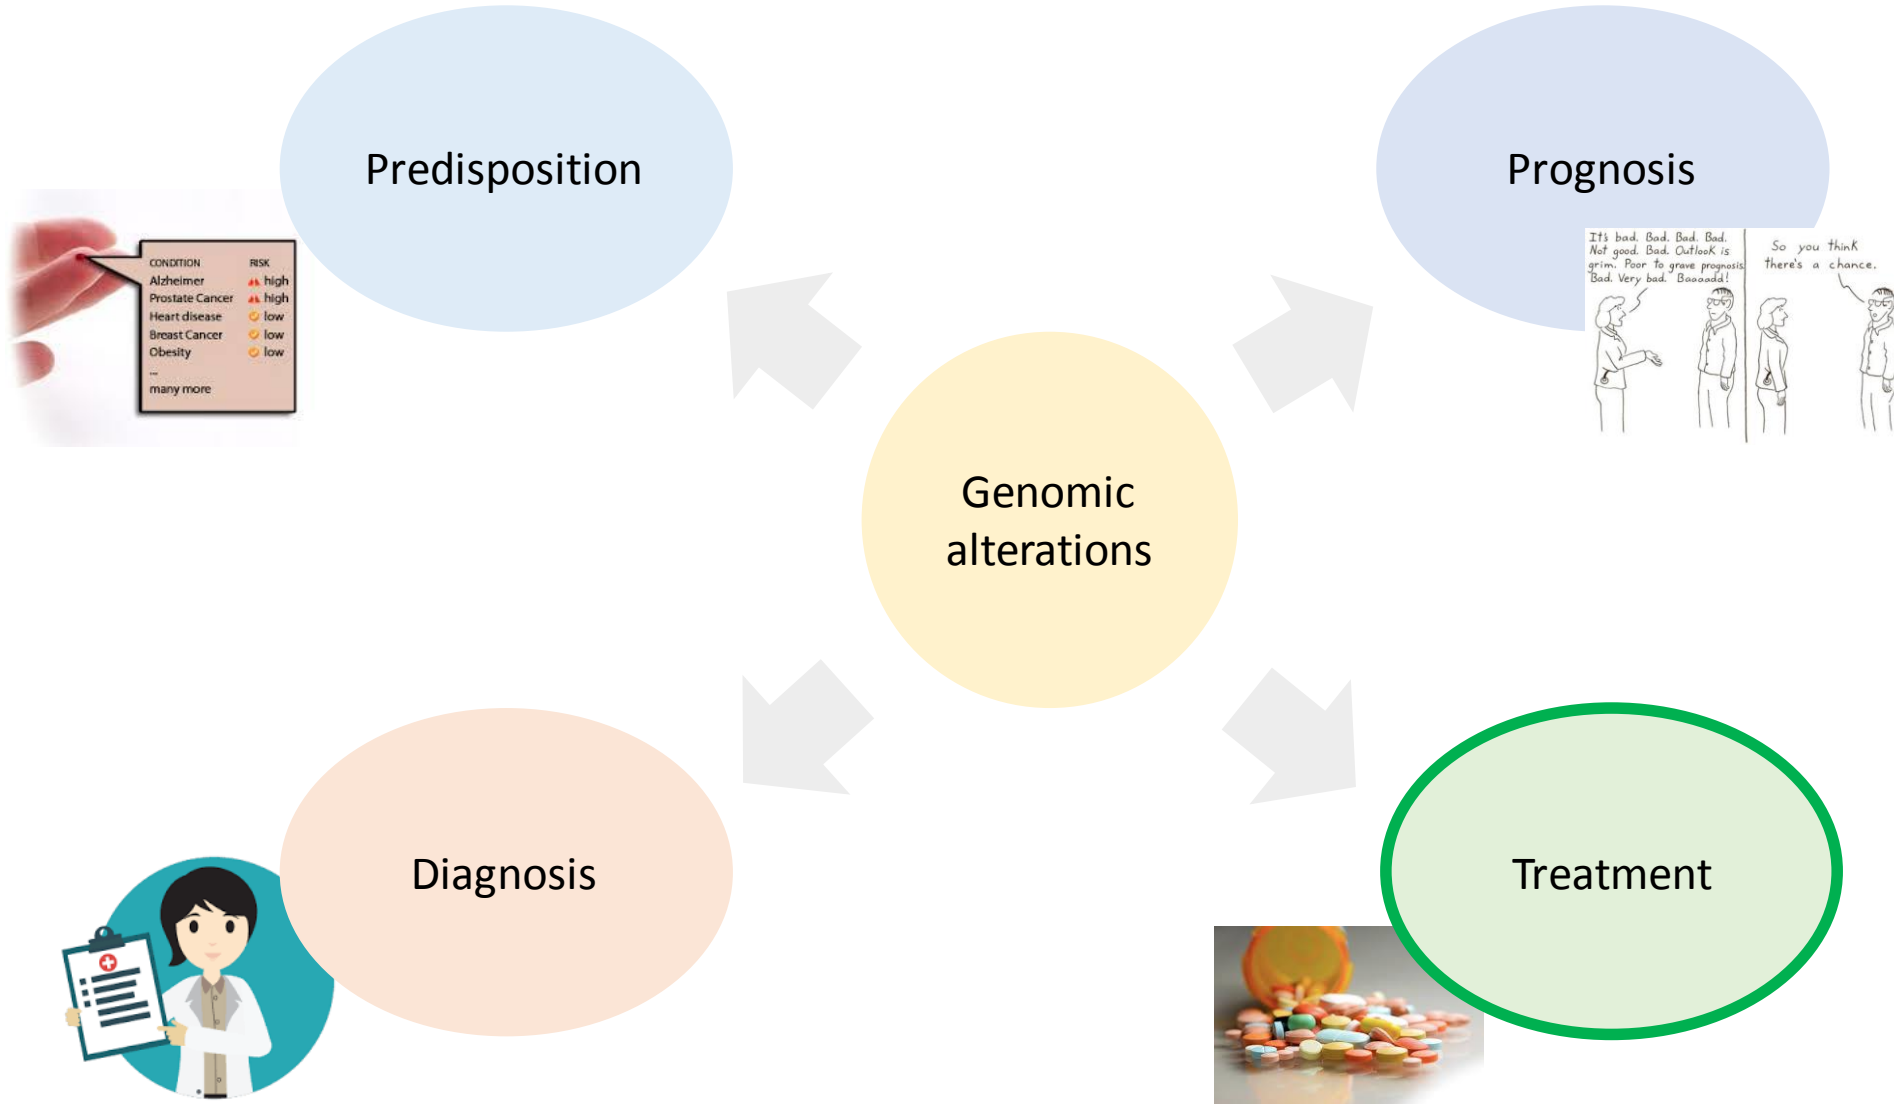 Predisposition
Prognosis
CONDITION RISK
Alzheimer high
Prostate Cancer high
Heart disease low
Breast Cancer low
Obesity low
...
many more
It's bad. Bad. Bad. Bad.
Not good. Bad. Outlook is
grim. Poor to grave prognosis.
Bad. Very bad. Baaaadd!
So you think
there's a chance.
Genomic
alterations
Diagnosis
Treatment